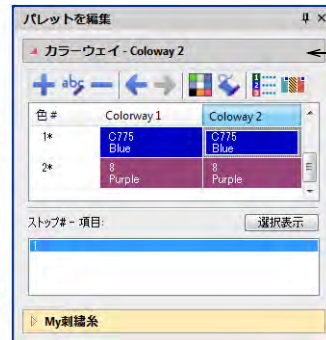 パレットを編集
カラーウェイ - Coloway 2
abc
色 # Colorway 1 Coloway 2
1* C775 Blue C775 Blue
2* 8 Purple 8 Purple
ストップ# - 項目: 選択表示
1
My刺繍糸